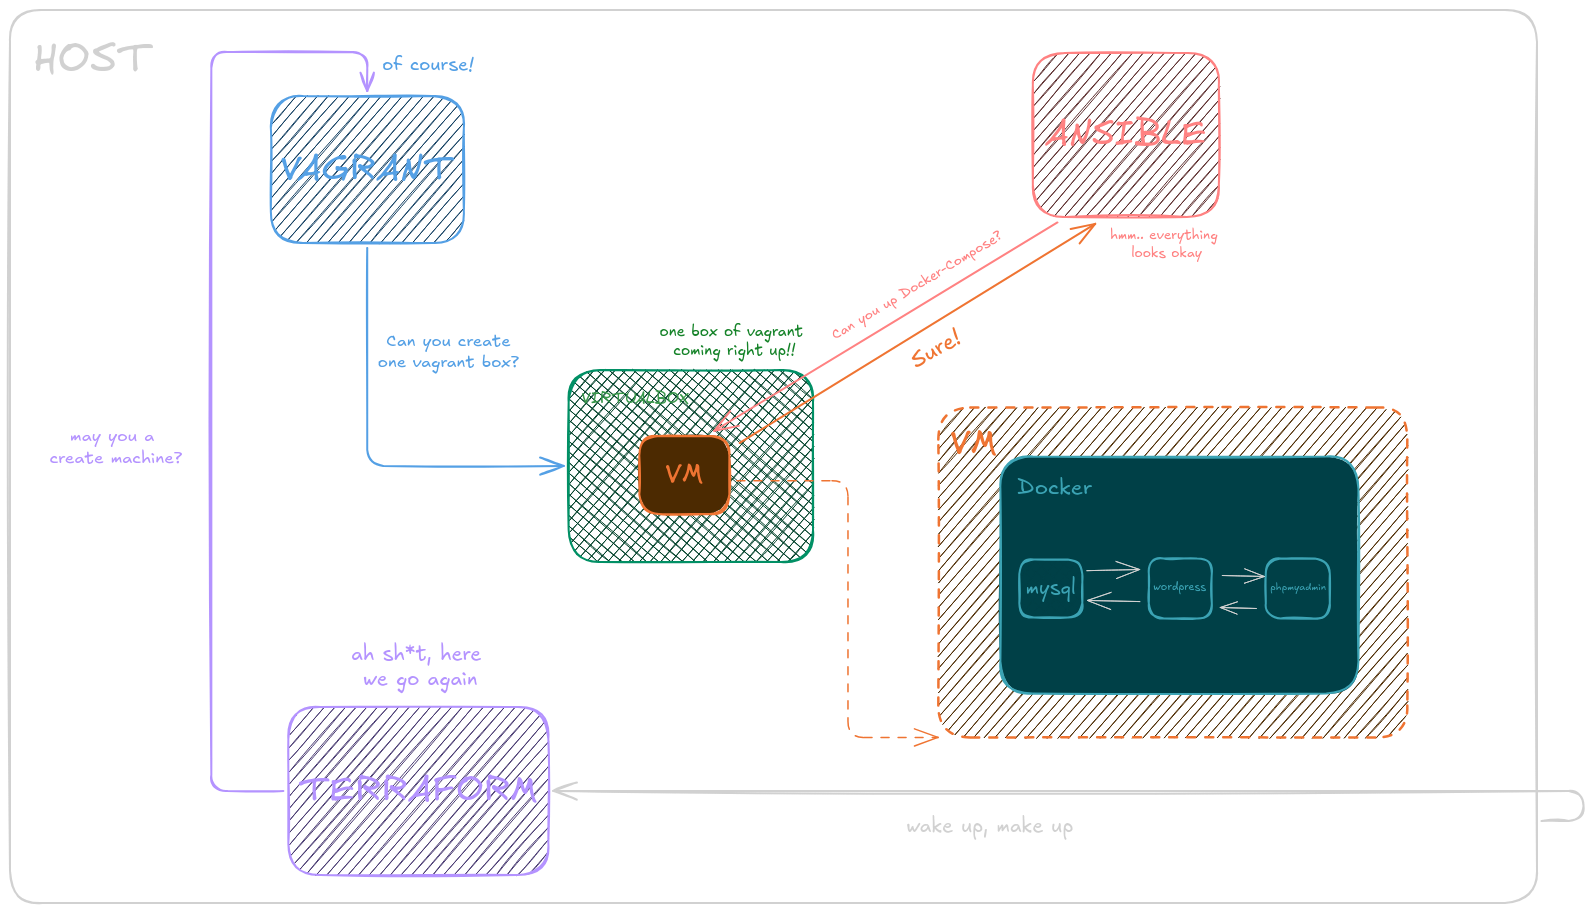 HOST
of course!
VAGRANT
ANSIBLE
hmm.. everything
looks okay
Can you up Docker-Compose?
Sure!
Can you create
one vagrant box?
one box of vagrant
coming right up!!
VIRTUALBOX
VM
may you a
create machine?
VM
Docker
mysql
wordpress
phpmyadmin
ah sh*t, here
we go again
TERRAFORM
wake up, make up